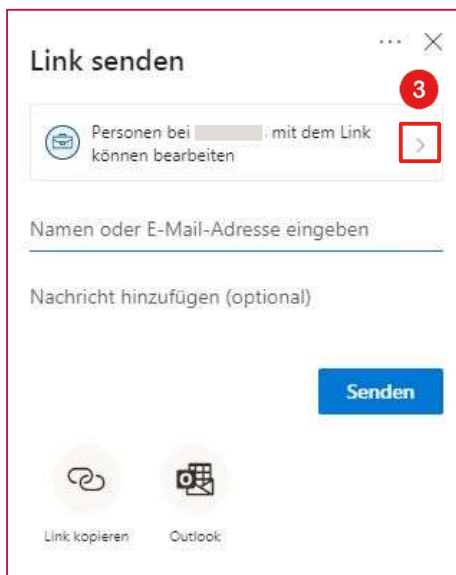 Link senden
3
Personen bei mit dem Link
können bearbeiten
Namen oder E-Mail-Adresse eingeben
Nachricht hinzufügen (optional)
Senden
Link kopieren Outlook